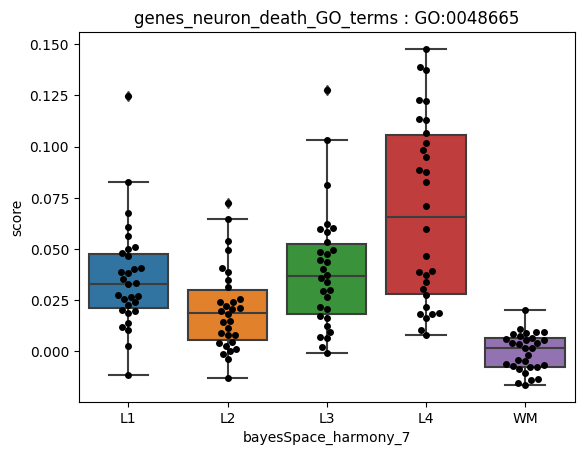 genes_neuron_death_GO_terms : GO:0048665
0.150
0.125
0.100
0.075
0.050
0.025
0.000
score
L1 L2 L3 L4 WM
bayesSpace_harmony_7